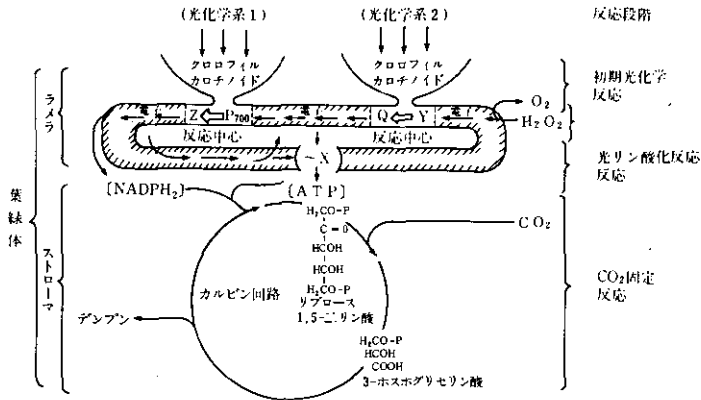 (光化学系1)
(光化学系2)
反応段階
クロロフィル
カロチノイド
クロロフィル
カロチノイド
初期光化学
反応
ラメラ
電
Z
P700
電
Q
Y
電
O2
H2O2
反応中心
反応中心
~X
光リン酸化反応
反応
[NADPH2]
[ATP]
葉緑体
ストローマ
H2CO-P
C=O
HCOH
HCOH
H2CO-P
CO2
カルビン回路
リブロース
1,5-二リン酸
CO2固定
反応
デンプン
H2CO-P
HCOH
COOH
3-ホスホグリセリン酸